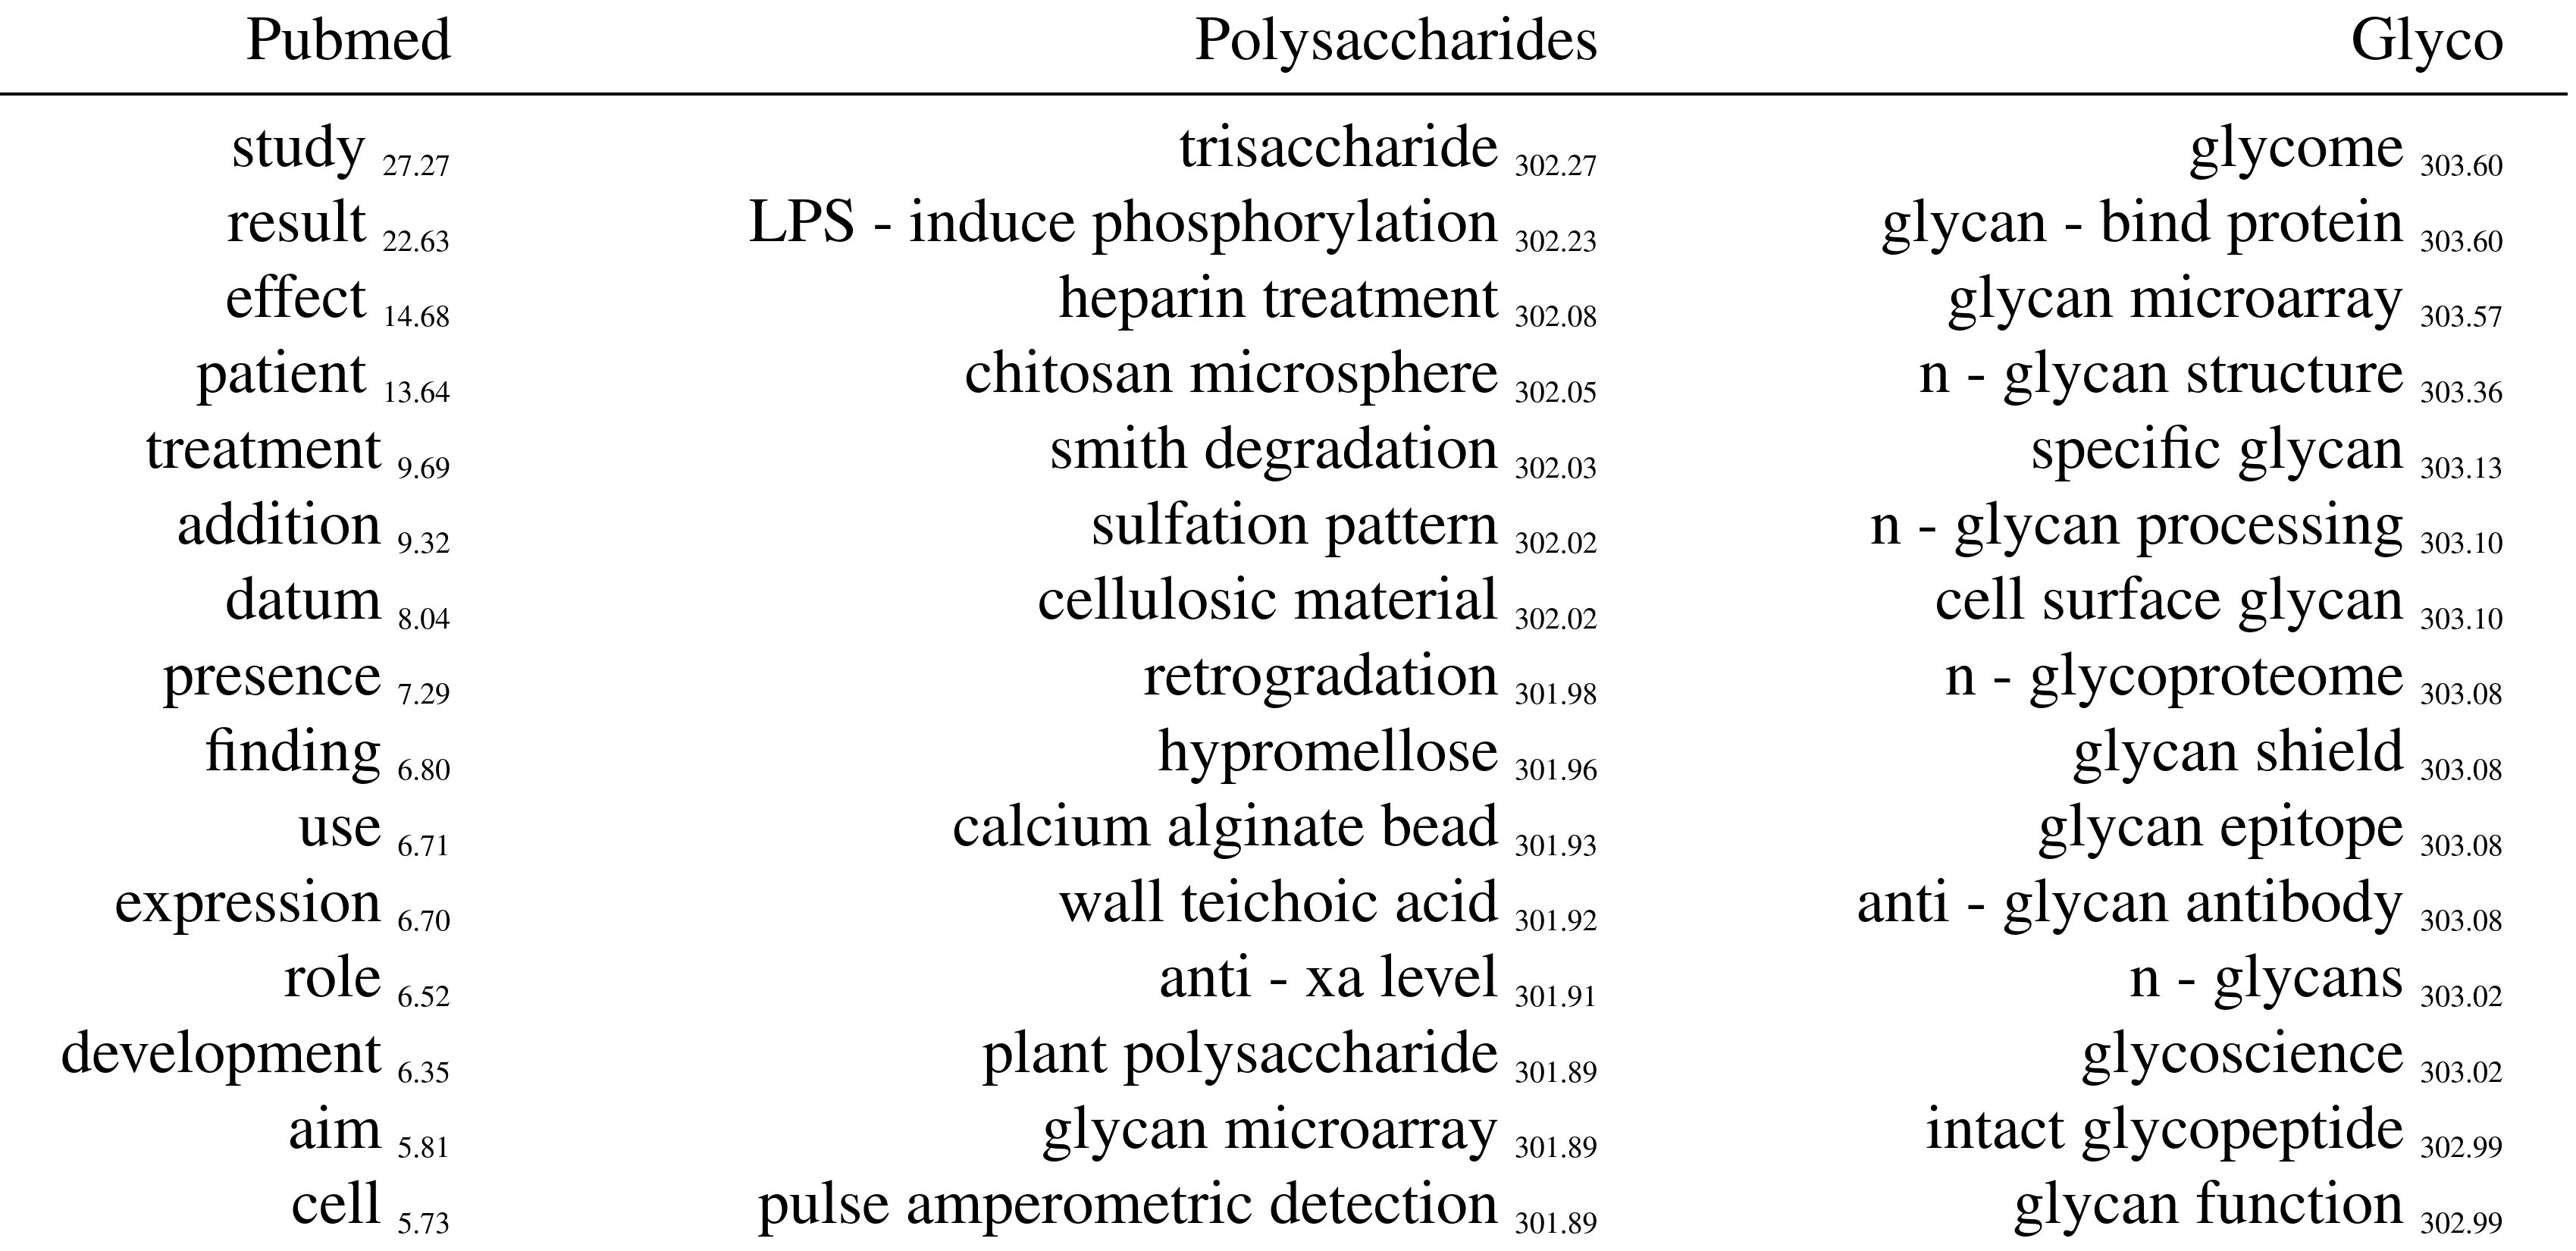 Pubmed Polysaccharides Glyco
study 27.27 trisaccharide 302.27 glycome 303.60
result 22.63 LPS - induce phosphorylation 302.23 glycan - bind protein 303.60
effect 14.68 heparin treatment 302.08 glycan microarray 303.57
patient 13.64 chitosan microsphere 302.05 n - glycan structure 303.36
treatment 9.69 smith degradation 302.03 specific glycan 303.13
addition 9.32 sulfation pattern 302.02 n - glycan processing 303.10
datum 8.04 cellulosic material 302.02 cell surface glycan 303.10
presence 7.29 retrogradation 301.98 n - glycoproteome 303.08
finding 6.80 hypromellose 301.96 glycan shield 303.08
use 6.71 calcium alginate bead 301.93 glycan epitope 303.08
expression 6.70 wall teichoic acid 301.92 anti - glycan antibody 303.08
role 6.52 anti - xa level 301.91 n - glycans 303.02
development 6.35 plant polysaccharide 301.89 glycoscience 303.02
aim 5.81 glycan microarray 301.89 intact glycopeptide 302.99
cell 5.73 pulse amperometric detection 301.89 glycan function 302.99